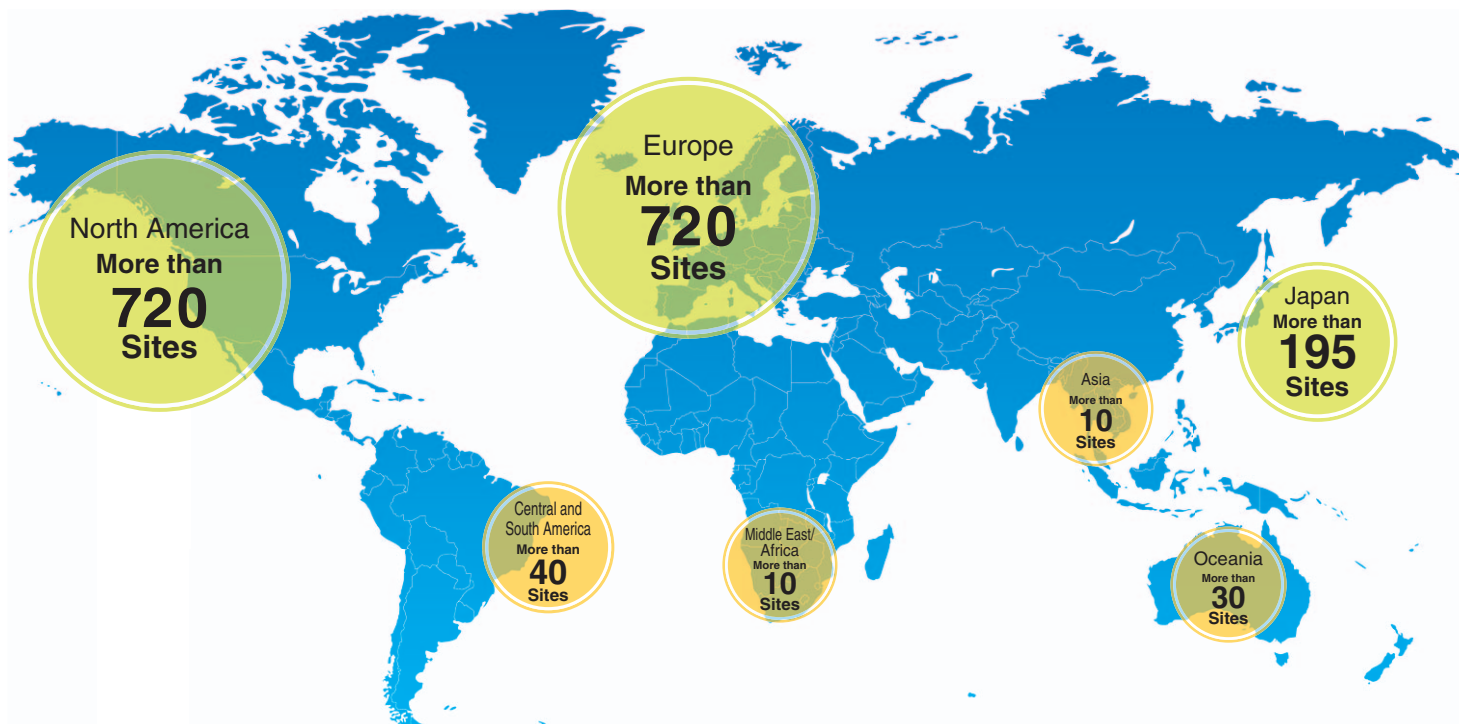 North America
More than
720
Sites
Europe
More than
720
Sites
Japan
More than
195
Sites
Asia
More than
10
Sites
Central and
South America
More than
40
Sites
Middle East/
Africa
More than
10
Sites
Oceania
More than
30
Sites